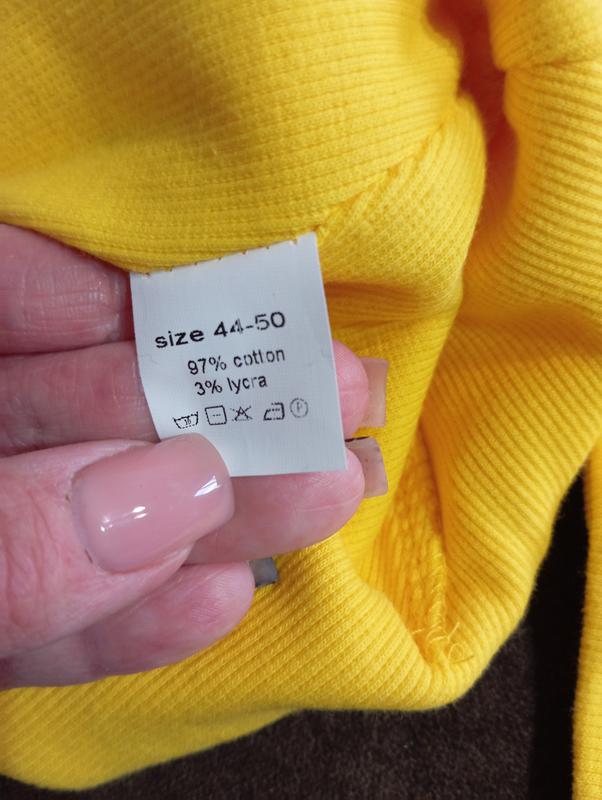 size 44-50
97% cotton
3% lycra
P